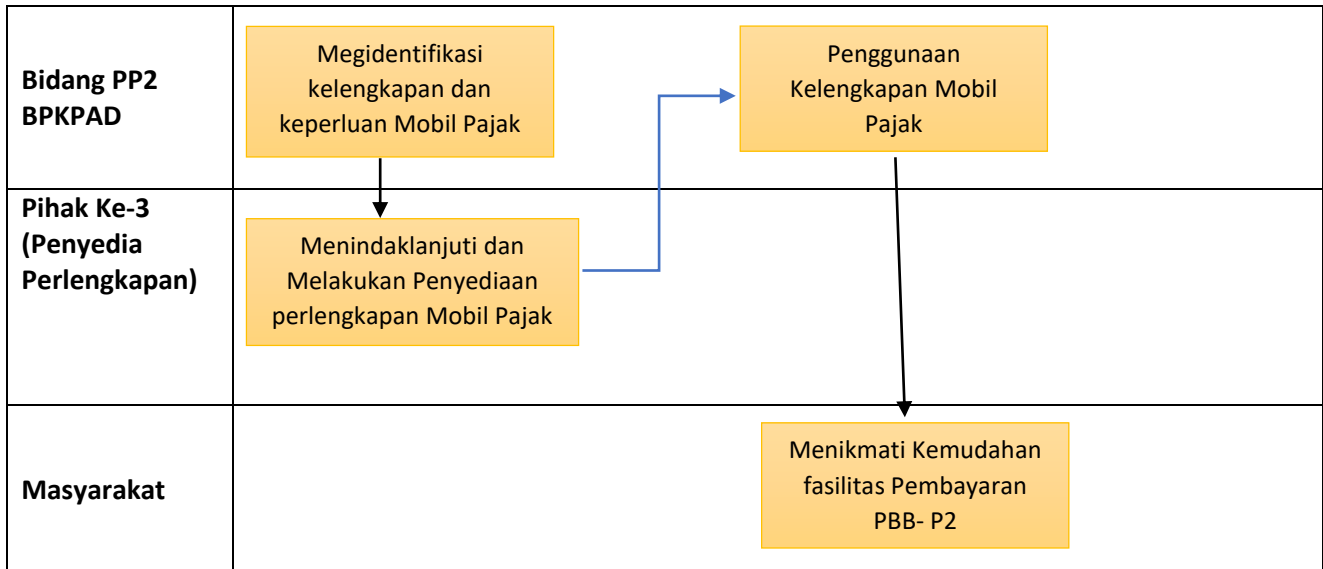 Bidang PP2
BPKPAD
Megidentifikasi
kelengkapan dan
keperluan Mobil Pajak
Penggunaan
Kelengkapan Mobil
Pajak
Pihak Ke-3
(Penyedia
Perlengkapan)
Menindaklanjuti dan
Melakukan Penyediaan
perlengkapan Mobil Pajak
Masyarakat
Menikmati Kemudahan
fasilitas Pembayaran
PBB- P2